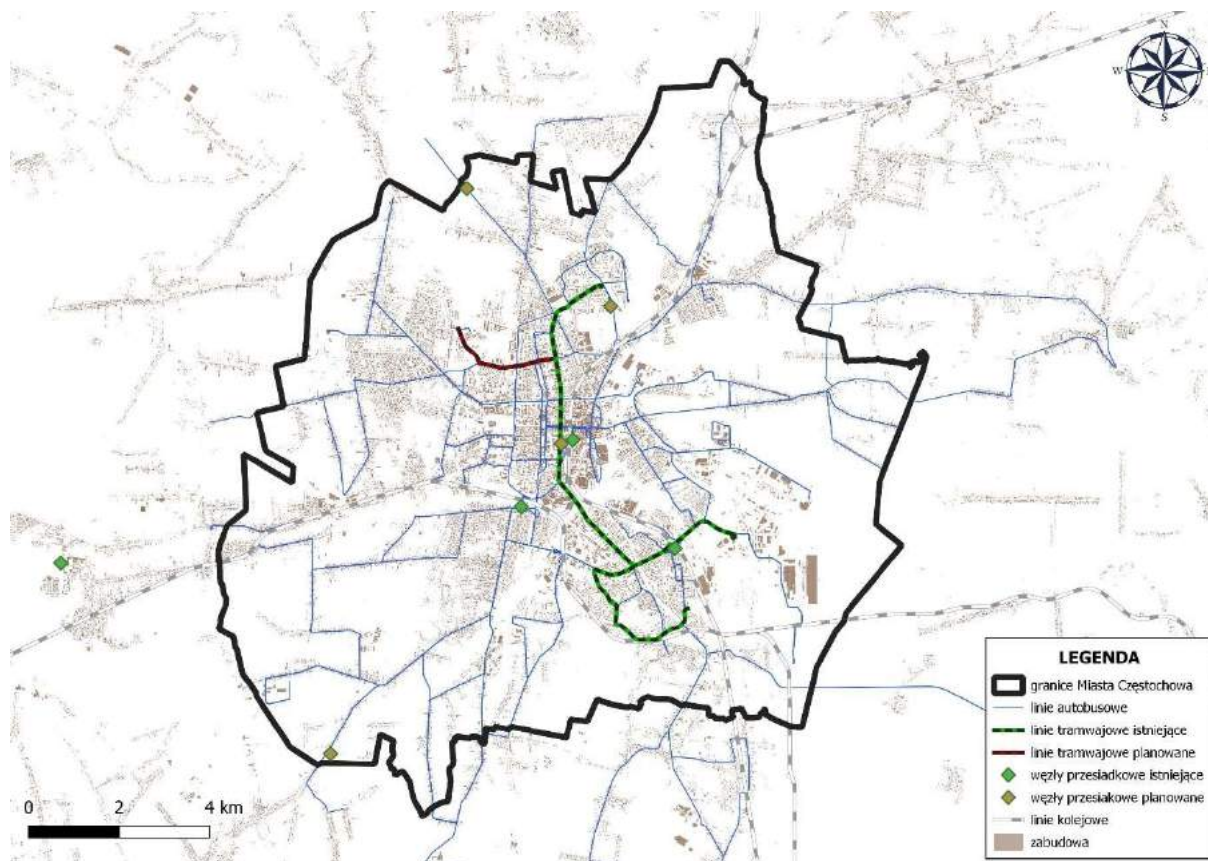 N
W
S
LEGENDA
granice Miasta Częstochowa
linie autobusowe
linie tramwajowe istniejące
linie tramwajowe planowane
węzły przesiadkowe istniejące
węzły przesiakowe planowane
linie kolejowe
zabudowa
0 2 4 km